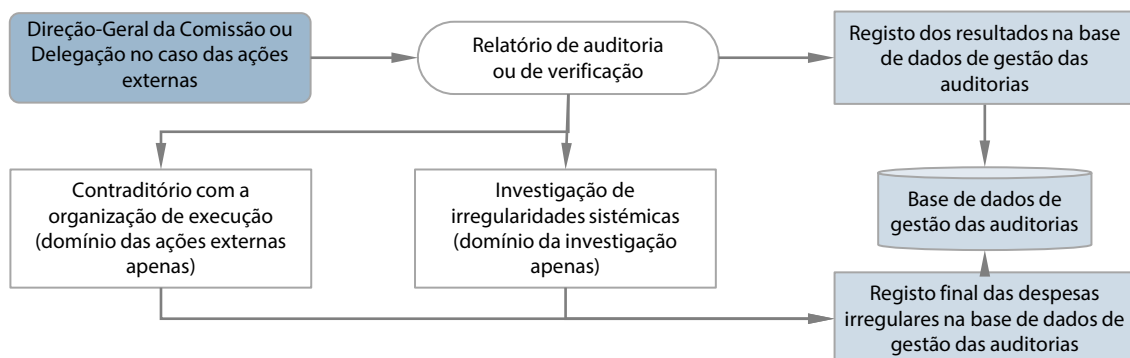 Direção-Geral da Comissão ou
Delegação no caso das ações
externas
Relatório de auditoria
ou de verificação
Registo dos resultados na base
de dados de gestão das
auditorias
Contraditório com a
organização de execução
(domínio das ações externas
apenas)
Investigação de
irregularidades sistémicas
(domínio da investigação
apenas)
Base de dados de
gestão das auditorias
Registo final das despesas
irregulares na base de dados de
gestão das auditorias